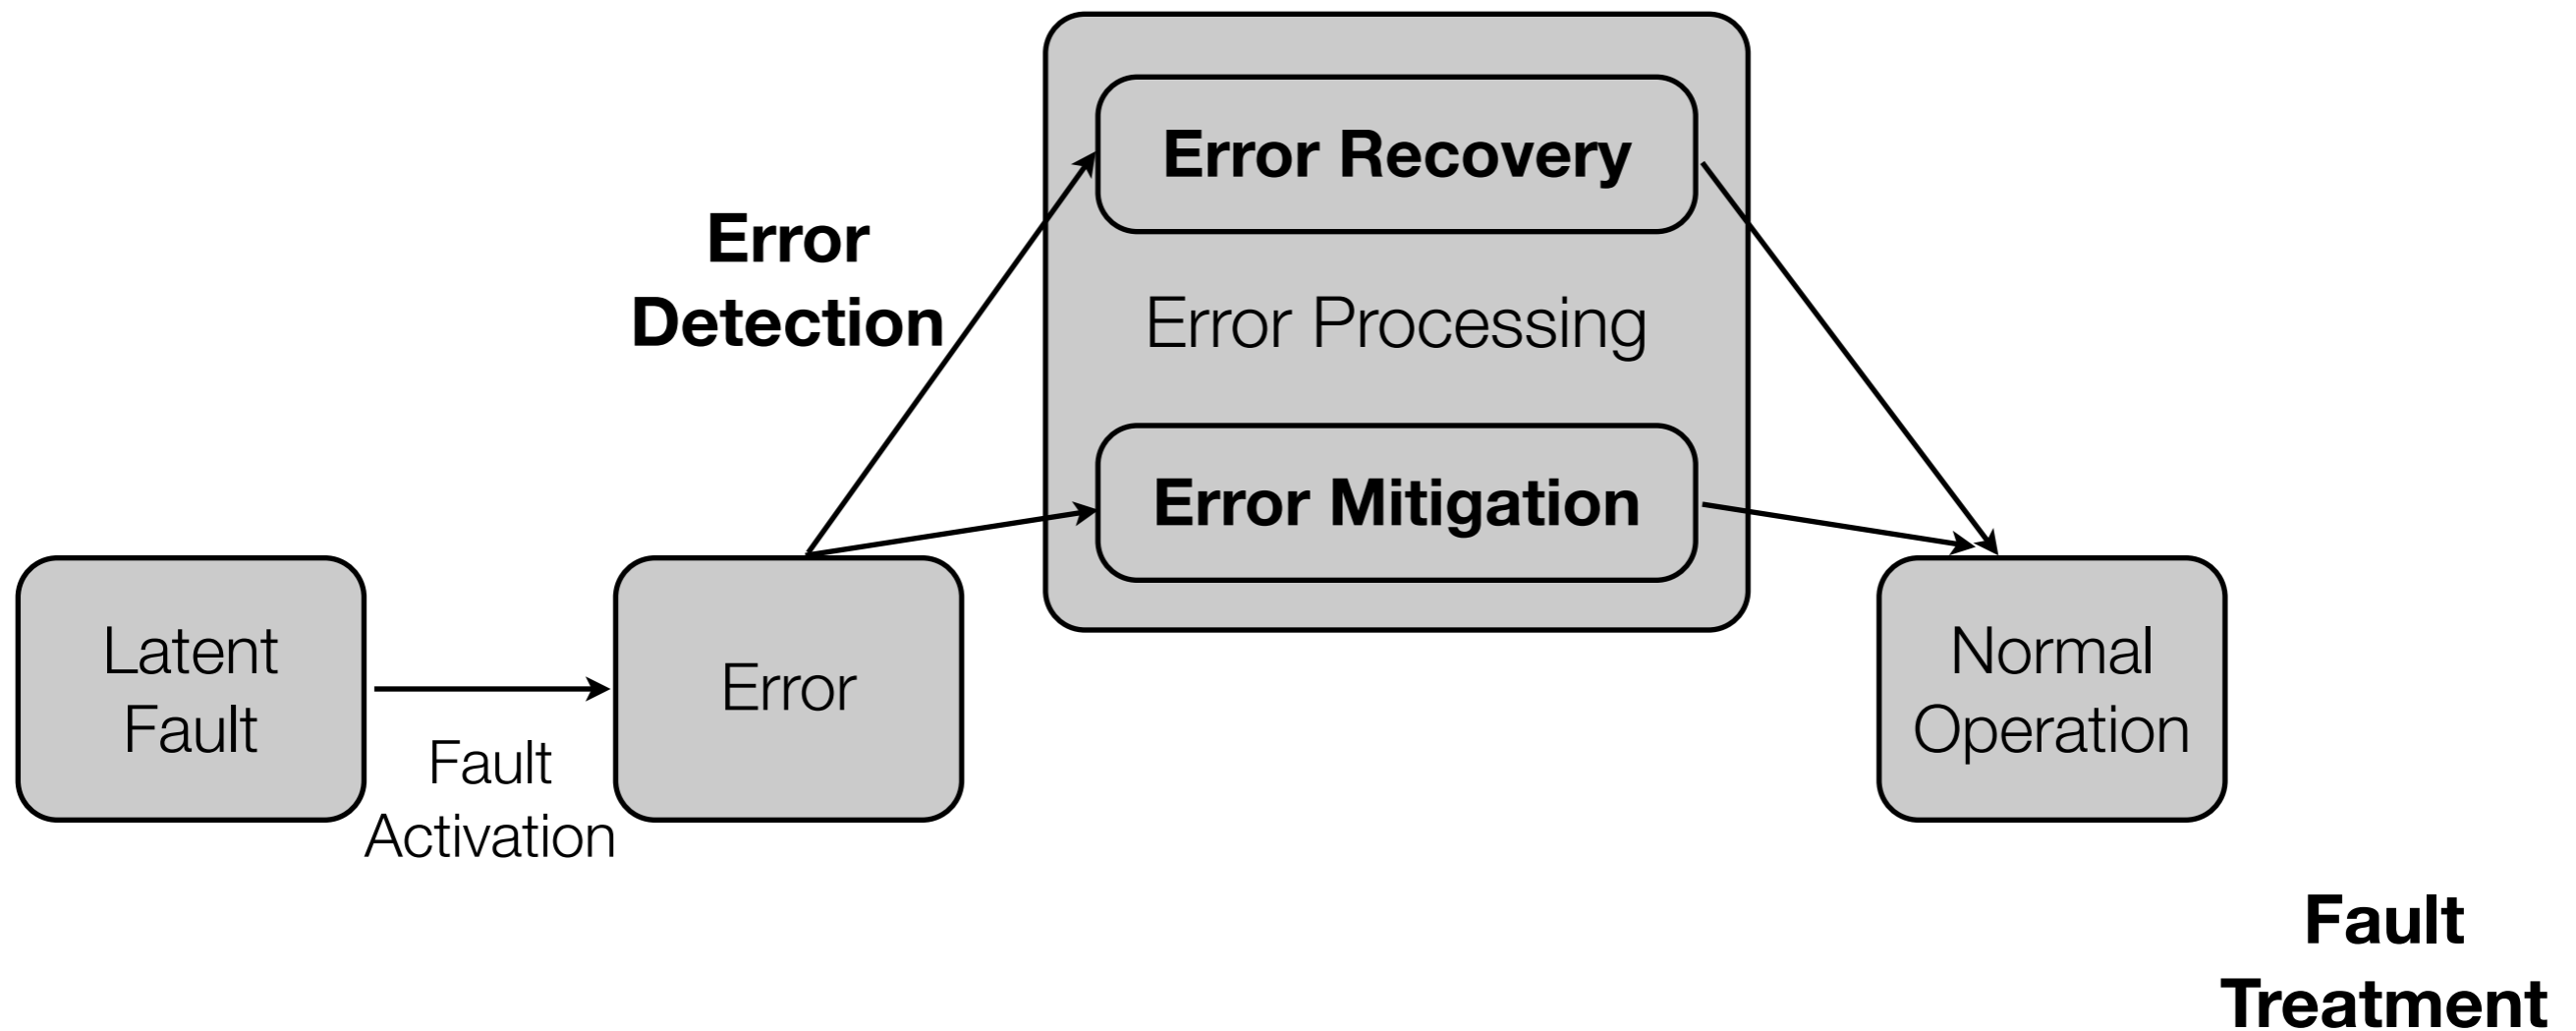 Error Recovery
Error
Detection
Error Processing
Error Mitigation
Latent
Fault
Fault
Activation
Error
Normal
Operation
Fault
Treatment